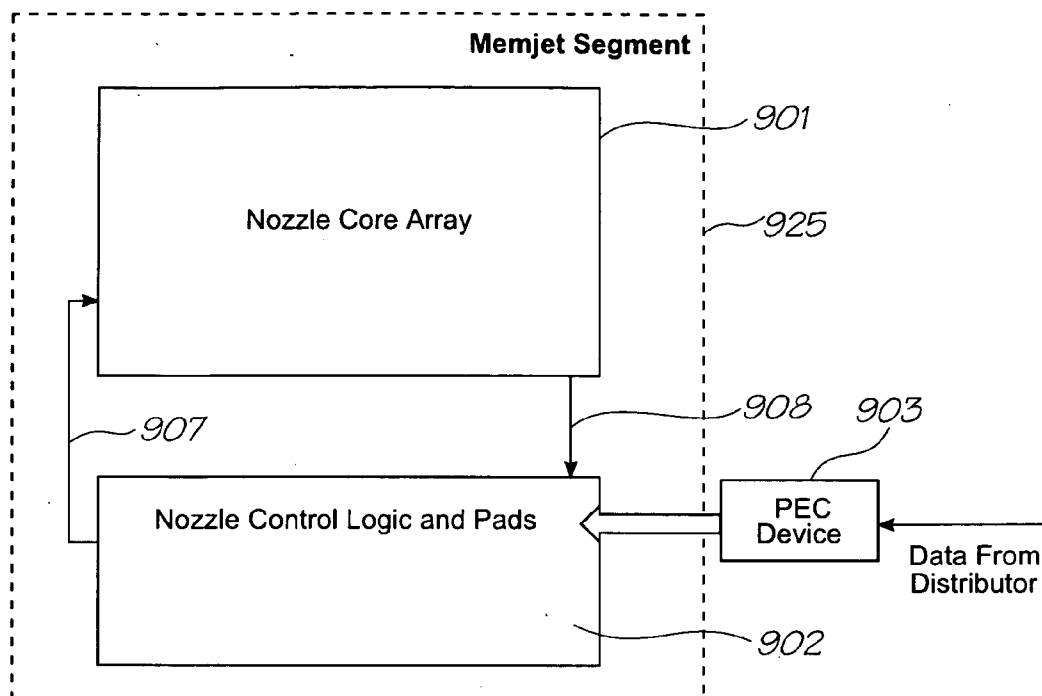 Memjet Segment
901
Nozzle Core Array
925
907
908
903
Nozzle Control Logic and Pads
PEC
Device
Data From
Distributor
902